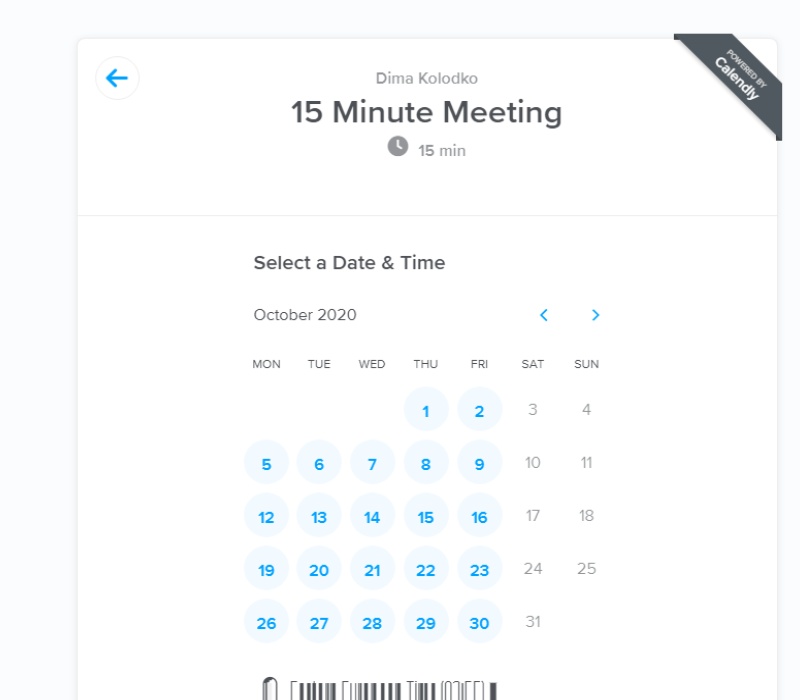 POWERED BY
Calendly
Dima Kolodko
15 Minute Meeting
15 min
Select a Date & Time
October 2020
MON TUE WED THU FRI SAT SUN
1 2 3 4
5 6 7 8 9 10 11
12 13 14 15 16 17 18
19 20 21 22 23 24 25
26 27 28 29 30 31